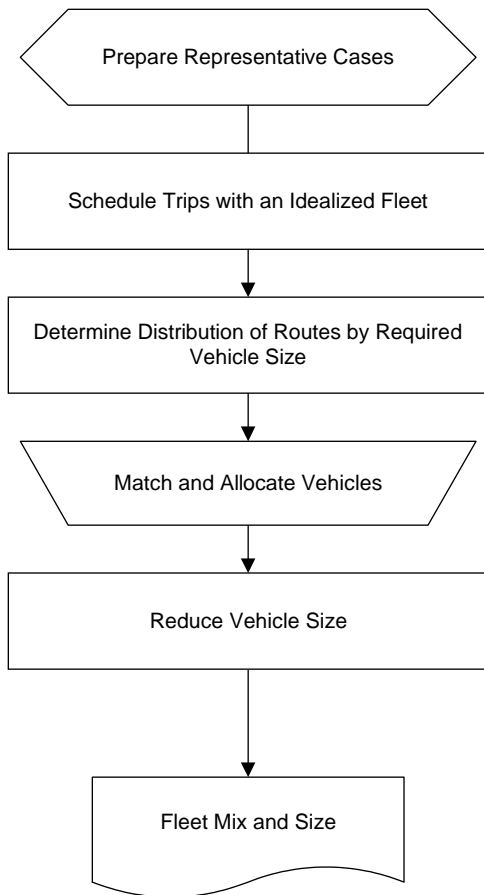 Prepare Representative Cases
Schedule Trips with an Idealized Fleet
Determine Distribution of Routes by Required
Vehicle Size
Match and Allocate Vehicles
Reduce Vehicle Size
Fleet Mix and Size